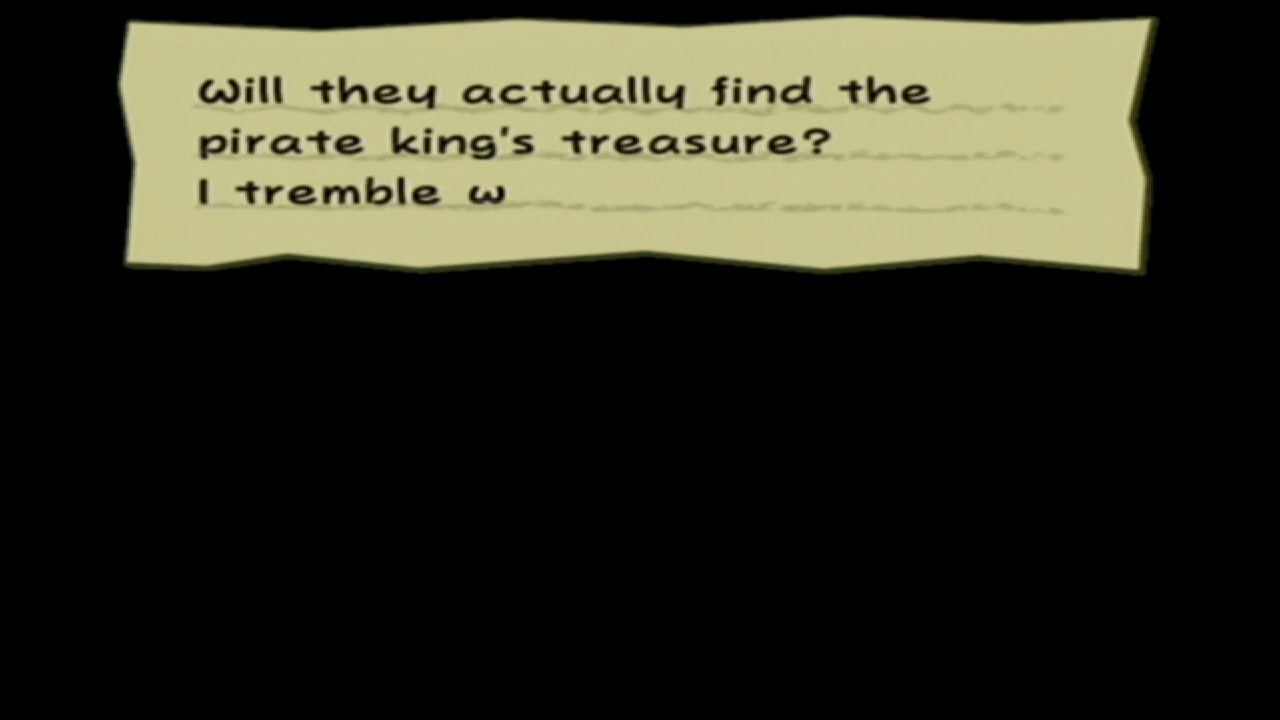 Will they actually find the
pirate king's treasure?
I tremble w